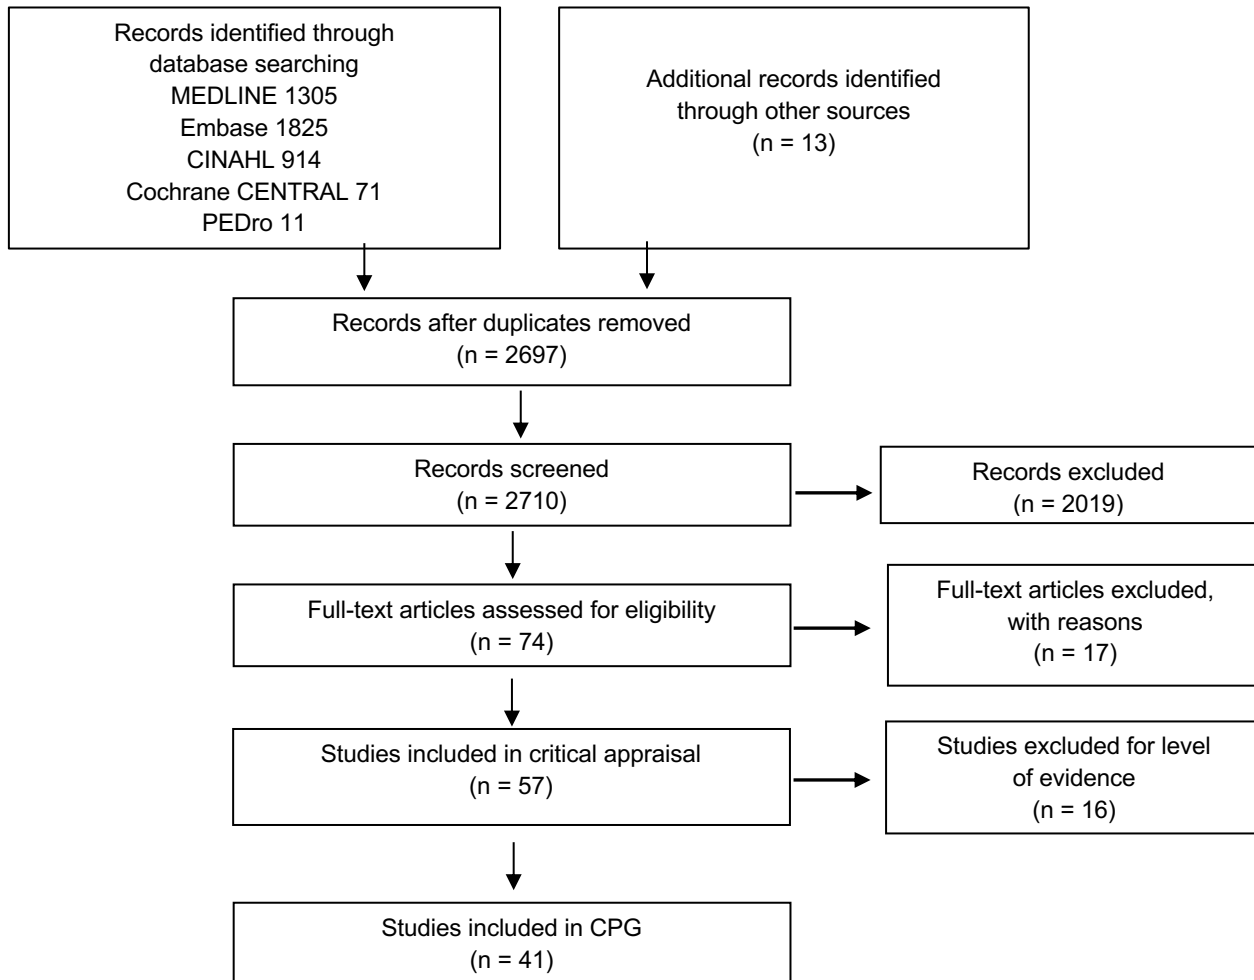 Records identified through
database searching
MEDLINE 1305
Embase 1825
CINAHL 914
Cochrane CENTRAL 71
PEDro 11
Additional records identified
through other sources
(n = 13)
Records after duplicates removed
(n = 2697)
Records screened
(n = 2710)
Records excluded
(n = 2019)
Full-text articles assessed for eligibility
(n = 74)
Full-text articles excluded,
with reasons
(n = 17)
Studies included in critical appraisal
(n = 57)
Studies excluded for level
of evidence
(n = 16)
Studies included in CPG
(n = 41)